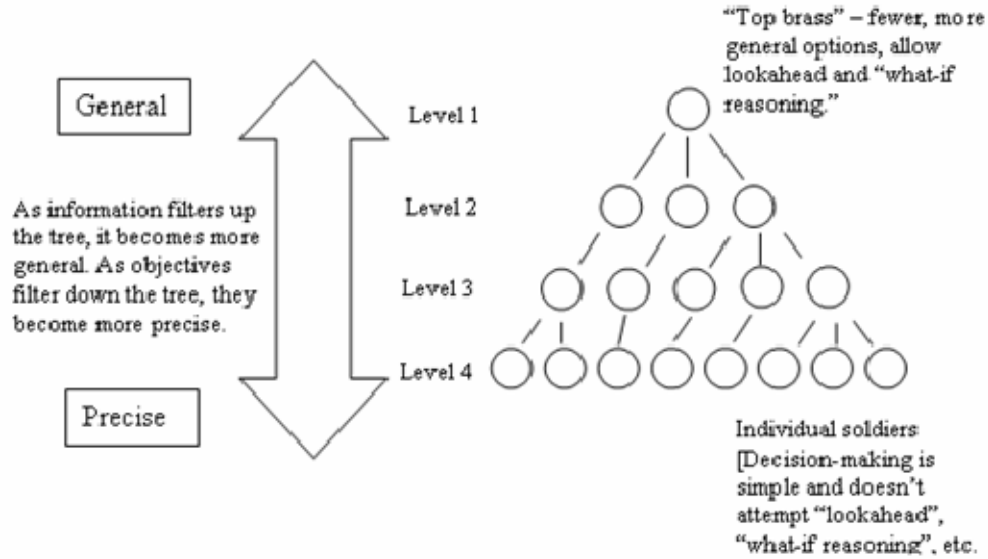 “Top brass” – fewer, more
general options, allow
lookahead and “what-if
reasoning.”
General
Level 1
As information filters up
the tree, it becomes more
general. As objectives
filter down the tree, they
become more precise.
Level 2
Level 3
Level 4
Precise
Individual soldiers
[Decision-making is
simple and doesn’t
attempt “lookahead”,
“what-if reasoning”, etc.